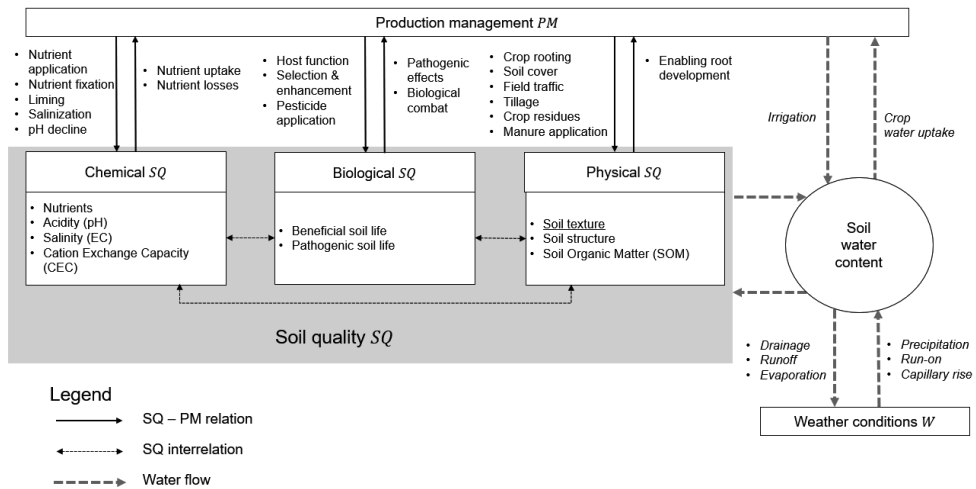 Production management PM
• Nutrient
application
• Nutrient fixation
• Liming
• Salinization
• pH decline
• Nutrient uptake
• Nutrient losses
• Host function
• Selection &
enhancement
• Pesticide
application
• Pathogenic
effects
• Biological
combat
• Crop rooting
• Soil cover
• Field traffic
• Tillage
• Crop residues
• Manure application
• Enabling root
development
Irrigation
Crop
water uptake
Chemical SQ
• Nutrients
• Acidity (pH)
• Salinity (EC)
• Cation Exchange Capacity
(CEC)
Biological SQ
• Beneficial soil life
• Pathogenic soil life
Physical SQ
• Soil texture
• Soil structure
• Soil Organic Matter (SOM)
Soil
water
content
Soil quality SQ
• Drainage
• Runoff
• Evaporation
• Precipitation
• Run-on
• Capillary rise
Weather conditions W
Legend
SQ – PM relation
SQ interrelation
Water flow